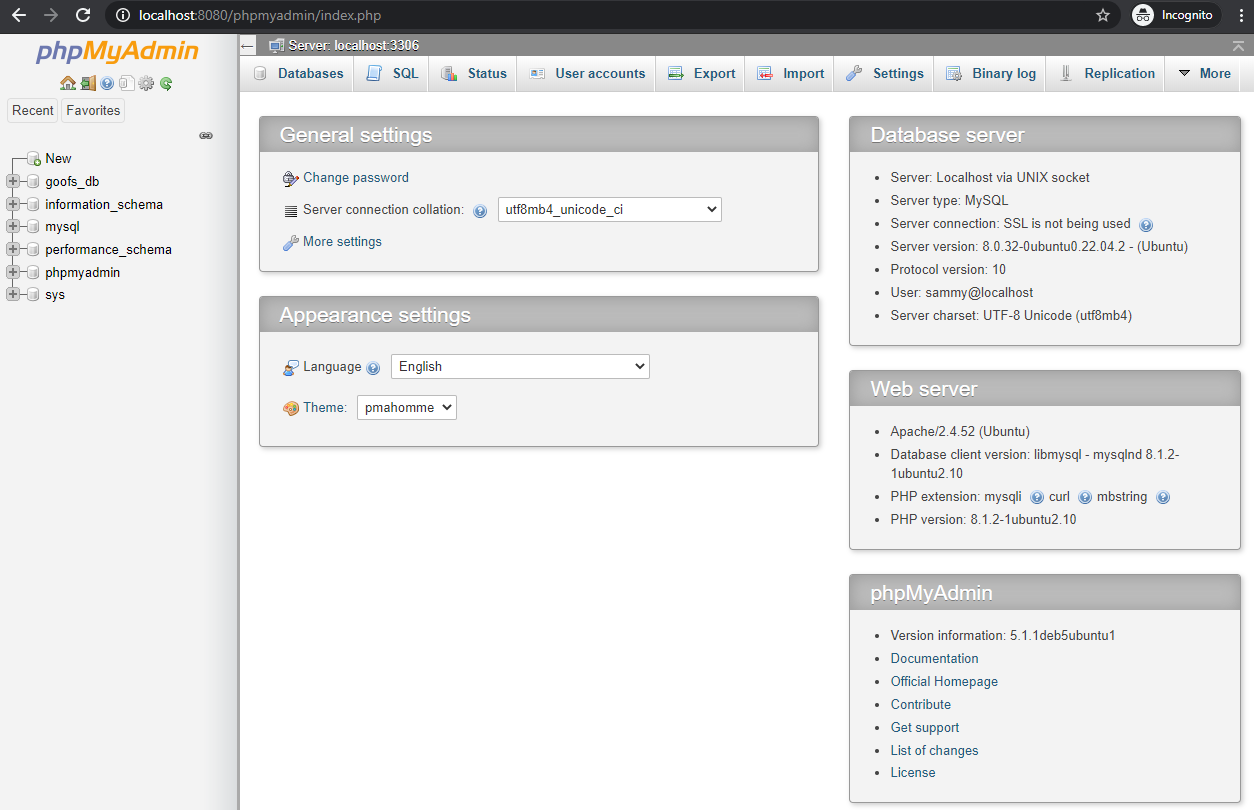 localhost:8080/phpmyadmin/index.php
Incognito
phpMyAdmin
Recent Favorites
New
goofs_db
information_schema
mysql
performance_schema
phpmyadmin
sys
Server: localhost:3306
Databases SQL Status User accounts Export Import Settings Binary log Replication More
General settings
Change password
Server connection collation: utf8mb4_unicode_ci
More settings
Appearance settings
Language English
Theme: pmahomme
Database server
Server: Localhost via UNIX socket
Server type: MySQL
Server connection: SSL is not being used
Server version: 8.0.32-0ubuntu0.22.04.2 - (Ubuntu)
Protocol version: 10
User: sammy@localhost
Server charset: UTF-8 Unicode (utf8mb4)
Web server
Apache/2.4.52 (Ubuntu)
Database client version: libmysql - mysqlnd 8.1.2-
1ubuntu2.10
PHP extension: mysqli curl mbstring
PHP version: 8.1.2-1ubuntu2.10
phpMyAdmin
Version information: 5.1.1deb5ubuntu1
Documentation
Official Homepage
Contribute
Get support
List of changes
License